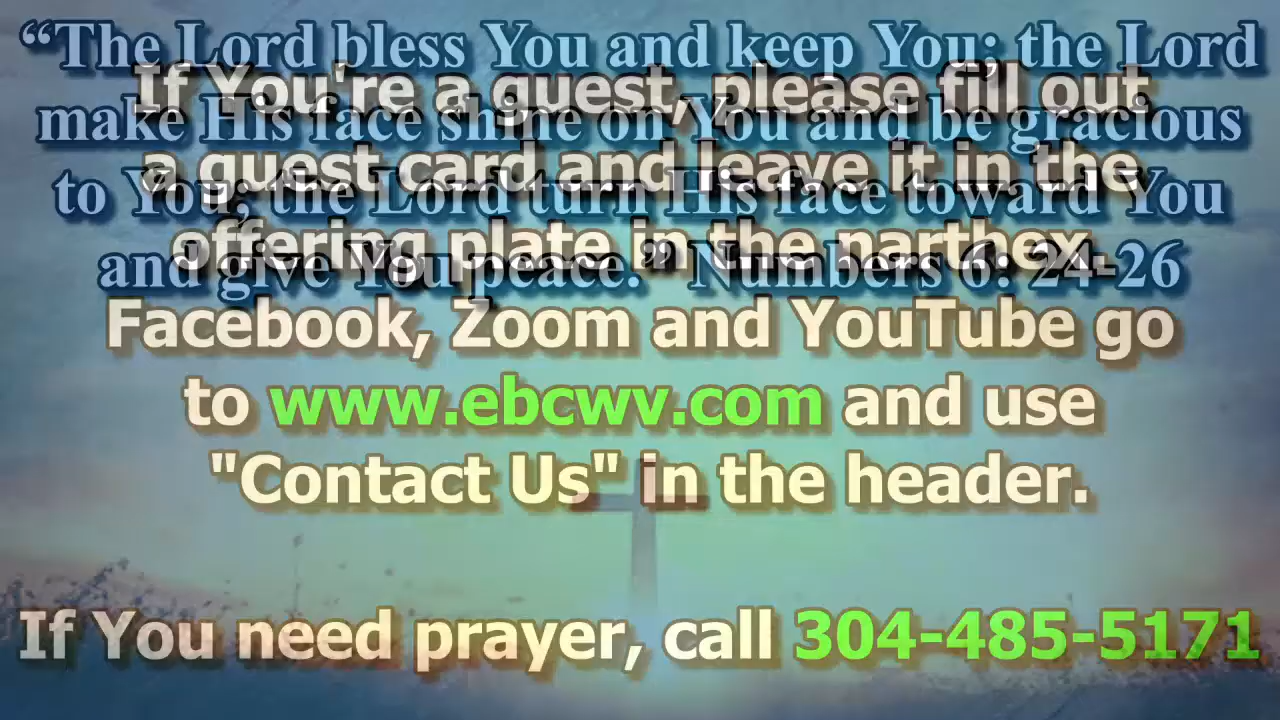 “The Lord bless You and keep You; the Lord
make His face shine on You and be gracious
to You; the Lord turn His face toward You
and give You peace.” Numbers 6: 24-26
If You're a guest, please fill out
a guest card and leave it in the
offering plate in the narthex.
Facebook, Zoom and YouTube go
to www.ebcwv.com and use
"Contact Us" in the header.
If You need prayer, call 304-485-5171